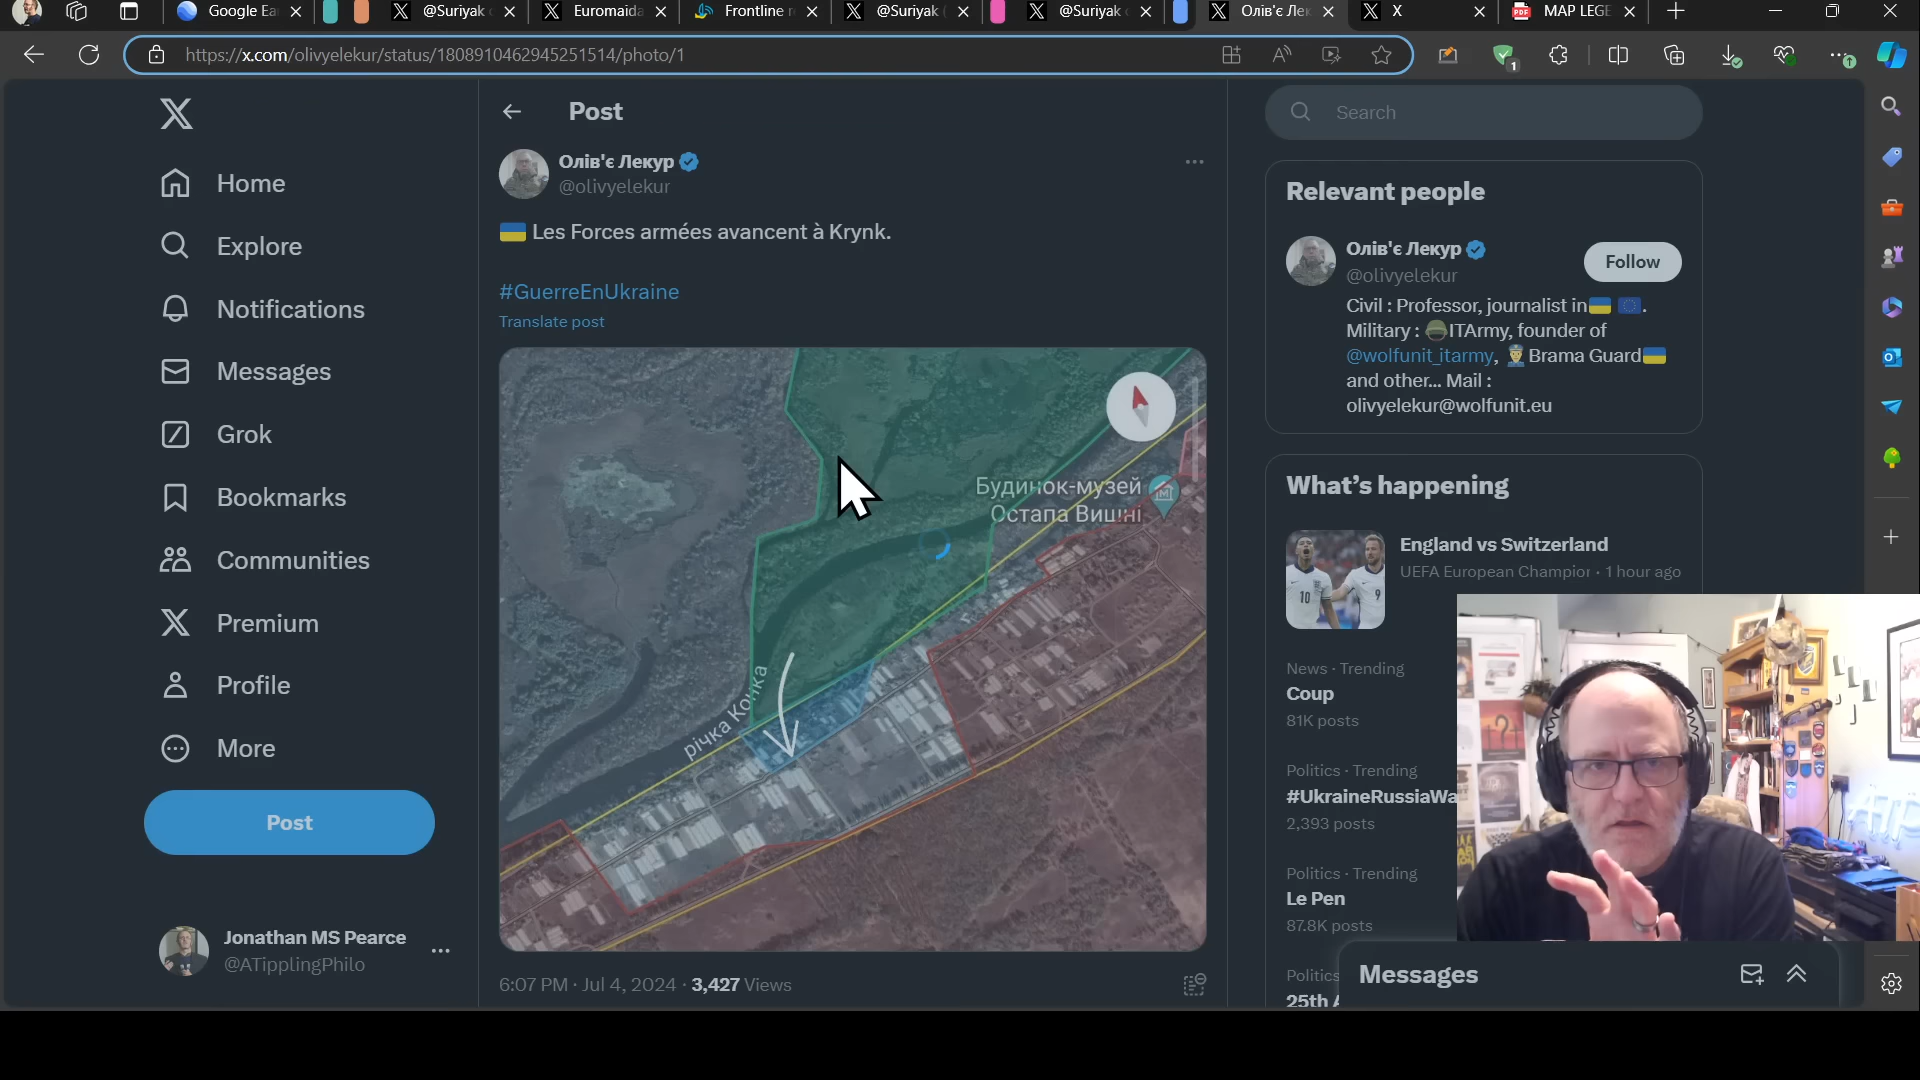 Google Ea
@Suriyak
Euromaida
Frontline r
@Suriyak (
@Suriyak c
Олів'є Лек
X
MAP LEGE
https://x.com/olivyelekur/status/1808910462945251514/photo/1
1
Home
Explore
Notifications
Messages
Grok
Bookmarks
Communities
Premium
Profile
More
Post
Jonathan MS Pearce
@ATipplingPhilo
Post
Олів'є Лекур
@olivyelekur
Les Forces armées avancent à Krynk.
#GuerreEnUkraine
Translate post
Будинок-музей
Остапа Вишні
річка Конка
6:07 PM · Jul 4, 2024 · 3,427 Views
Search
Relevant people
Олів'є Лекур
@olivyelekur
Follow
Civil : Professor, journalist in
Military : ITArmy, founder of
@wolfunit_itarmy, Brama Guard
and other... Mail :
olivyelekur@wolfunit.eu
What's happening
England vs Switzerland
UEFA European Champior · 1 hour ago
10
9
News · Trending
Coup
81K posts
Politics · Trending
#UkraineRussiaWa
2,393 posts
Politics · Trending
Le Pen
87.8K posts
Politics
25th A
Messages